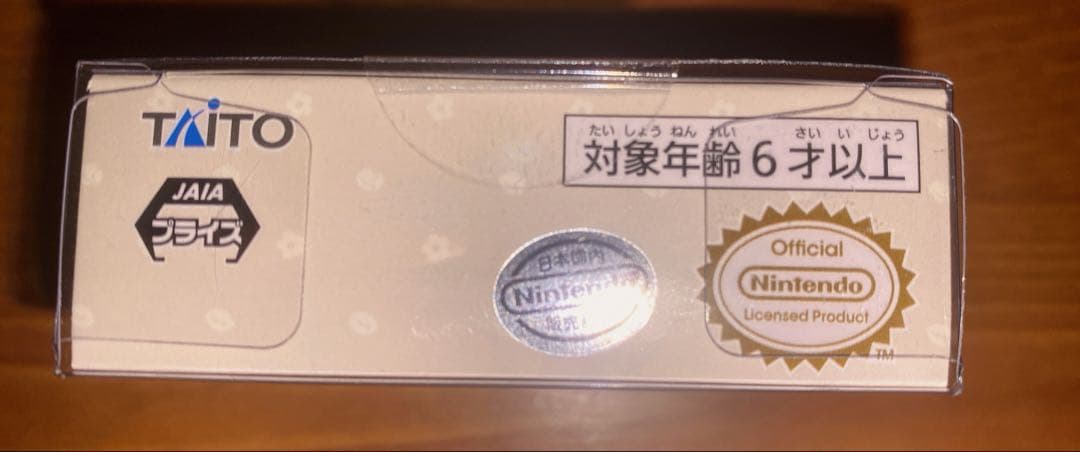 TAITO
JAIA
プライズ
たいしょうねんれい さいいじょう
対象年齢6才以上
日本国内
Nintendo
販売
Official
Nintendo
Licensed Product
TM